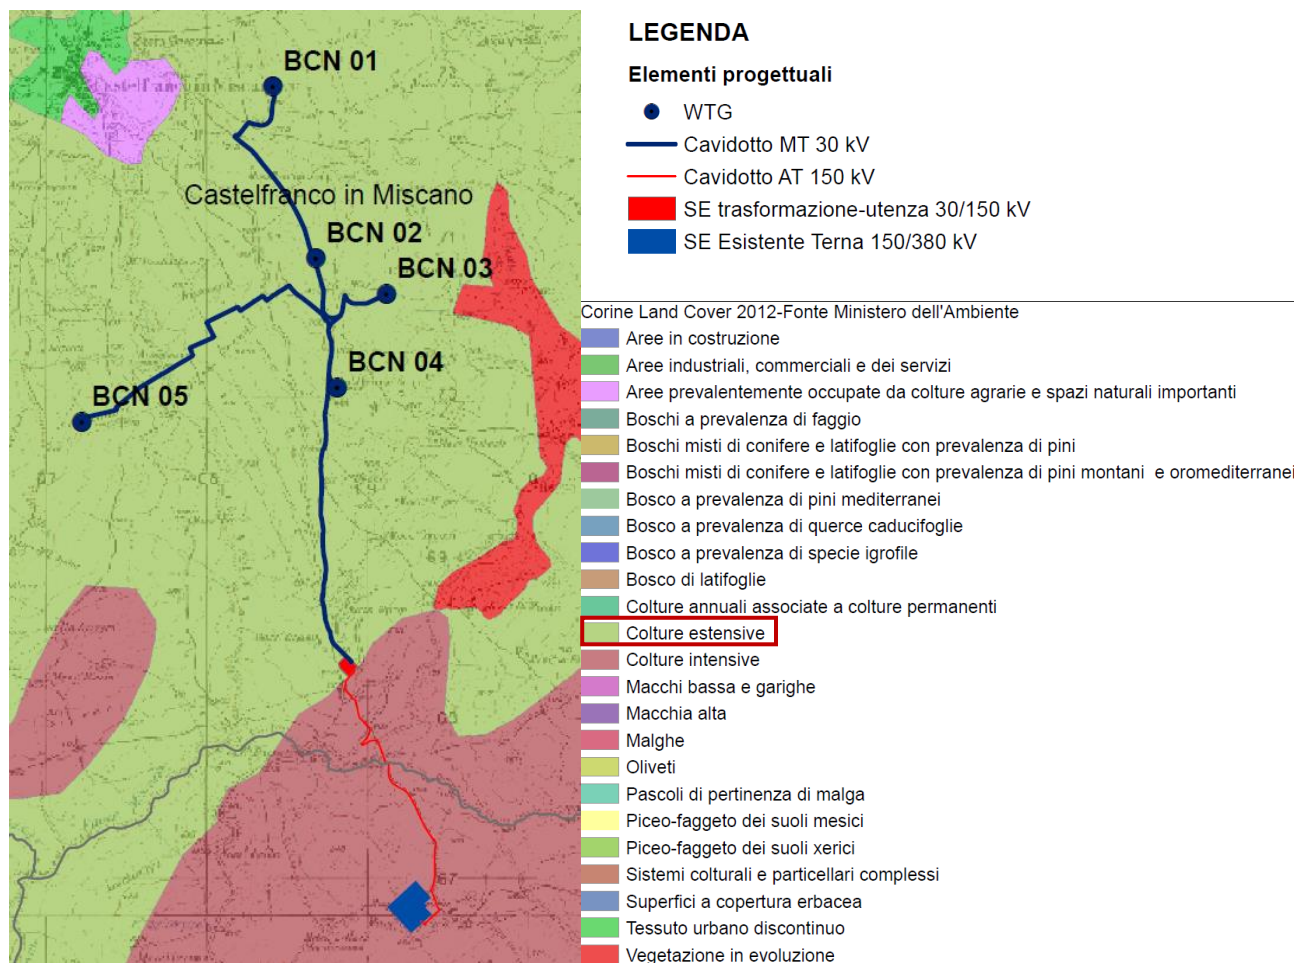 BCN 01
Castelfranco in Miscano
BCN 02
BCN 03
BCN 04
BCN 05
LEGENDA
Elementi progettuali
WTG
Cavidotto MT 30 kV
Cavidotto AT 150 kV
SE trasformazione-utenza 30/150 kV
SE Esistente Terna 150/380 kV
Corine Land Cover 2012-Fonte Ministero dell'Ambiente
Aree in costruzione
Aree industriali, commerciali e dei servizi
Aree prevalentemente occupate da colture agrarie e spazi naturali importanti
Boschi a prevalenza di faggio
Boschi misti di conifere e latifoglie con prevalenza di pini
Boschi misti di conifere e latifoglie con prevalenza di pini montani e oromediterranei
Bosco a prevalenza di pini mediterranei
Bosco a prevalenza di querce caducifoglie
Bosco a prevalenza di specie igrofile
Bosco di latifoglie
Colture annuali associate a colture permanenti
Colture estensive
Colture intensive
Macchi bassa e garighe
Macchia alta
Malghe
Oliveti
Pascoli di pertinenza di malga
Piceo-faggeto dei suoli mesici
Piceo-faggeto dei suoli xerici
Sistemi colturali e particellari complessi
Superfici a copertura erbacea
Tessuto urbano discontinuo
Vegetazione in evoluzione